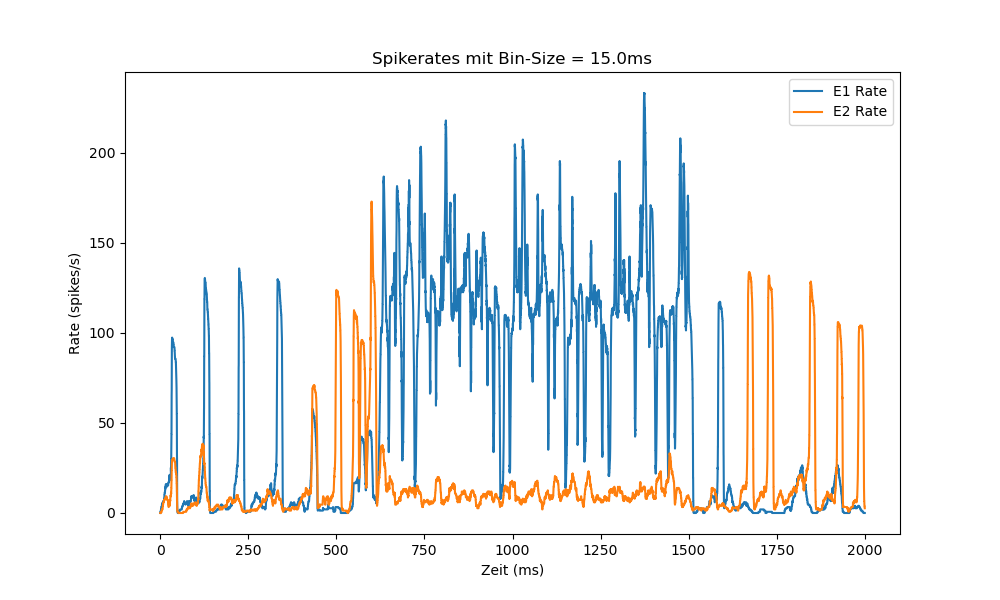 Spikerates mit Bin-Size = 15.0ms
E1 Rate
E2 Rate
Rate (spikes/s)
200
150
100
50
0
0 250 500 750 1000 1250 1500 1750 2000
Zeit (ms)